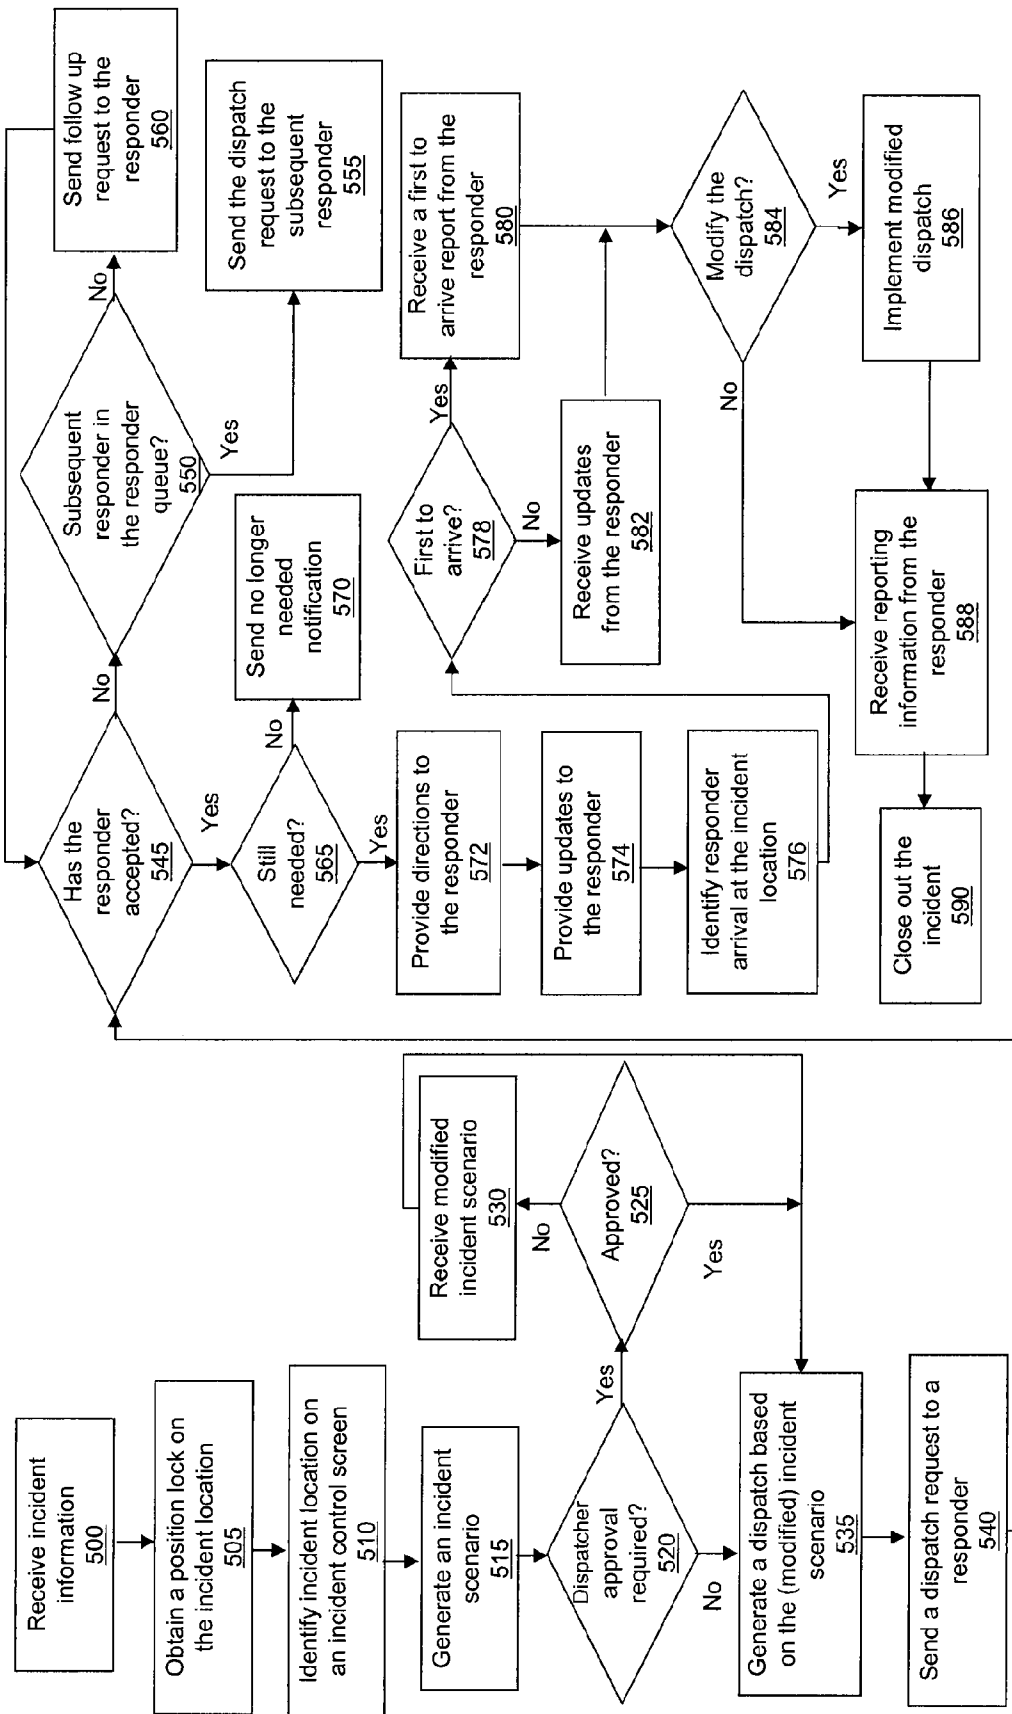 Receive incident
information
500
Obtain a position lock on
the incident location
505
Identify incident location on
an incident control screen
510
Generate an incident
scenario
515
Dispatcher
approval
required?
520
Yes
No
Approved?
525
No
Yes
Receive modified
incident scenario
530
Generate a dispatch based
on the (modified) incident
scenario
535
Send a dispatch request to a
responder
540
Has the
responder
accepted?
545
No
Yes
Subsequent
responder in
the responder
queue?
550
No
Yes
Send follow up
request to the
responder
560
Send the dispatch
request to the
subsequent
responder
555
Still
needed?
565
No
Yes
Send no longer
needed
notification
570
Provide directions to
the responder
572
Provide updates to
the responder
574
Identify responder
arrival at the incident
location
576
First to
arrive?
578
Yes
No
Receive a first to
arrive report from the
responder
580
Receive updates
from the responder
582
Modify the
dispatch?
584
No
Yes
Implement modified
dispatch
586
Receive reporting
information from the
responder
588
Close out the
incident
590